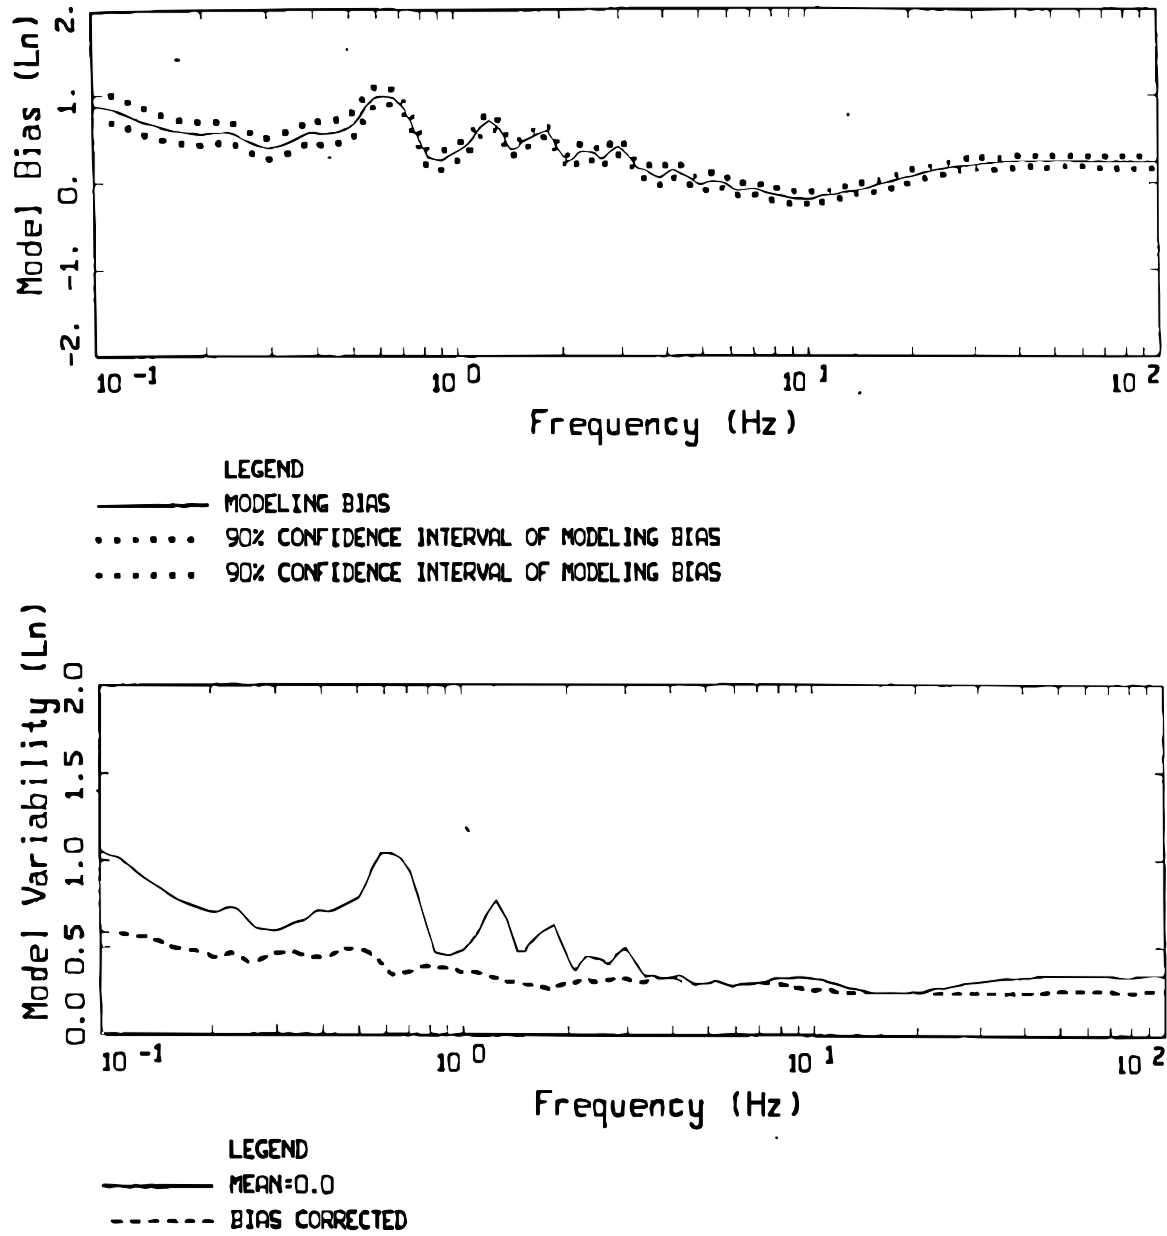 Model Bias (Ln)
2.
1.
0.
-1.
-2.
10 -1
10 0
10 1
10 2
Frequency (Hz)
LEGEND
MODELING BIAS
90% CONFIDENCE INTERVAL OF MODELING BIAS
90% CONFIDENCE INTERVAL OF MODELING BIAS
Model Variability (Ln)
2.0
1.5
1.0
0.5
0.0
10 -1
10 0
10 1
10 2
Frequency (Hz)
LEGEND
MEAN=0.0
BIAS CORRECTED